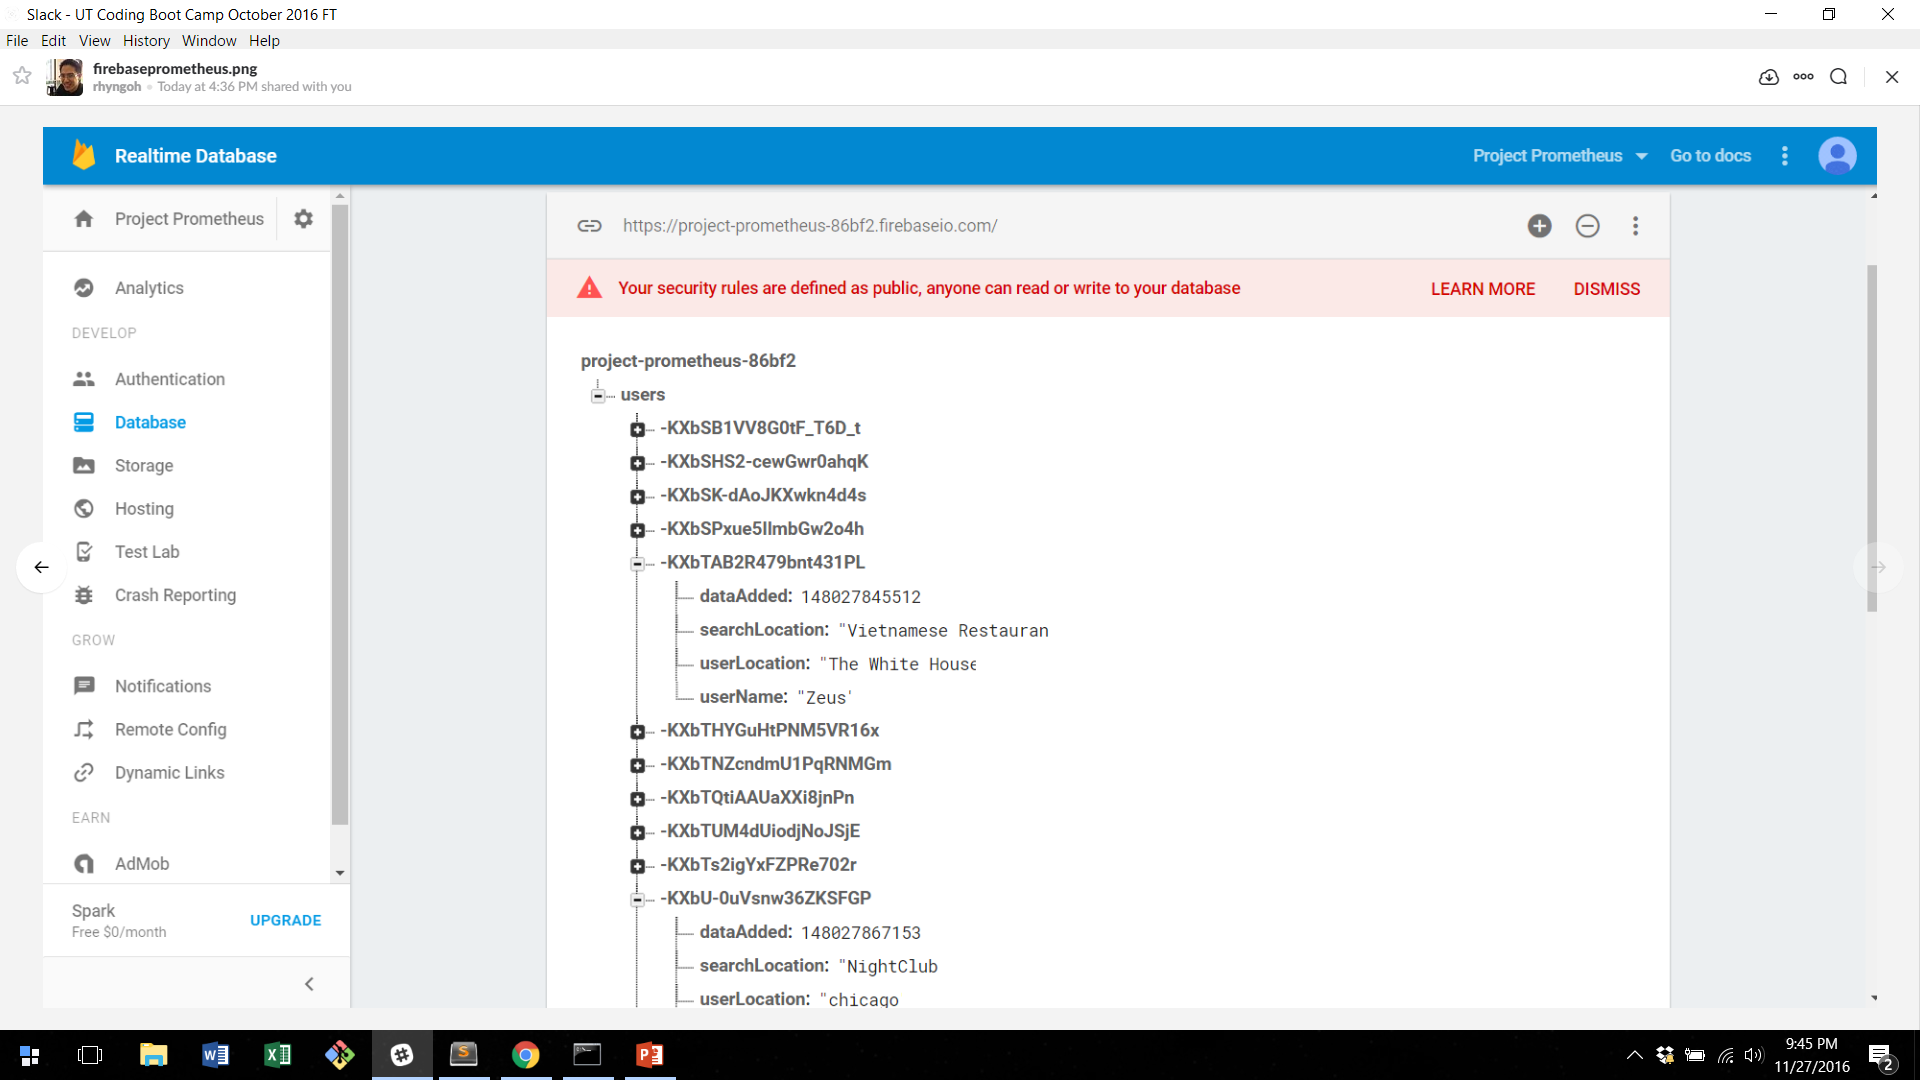 Slack - UT Coding Boot Camp October 2016 FT
File Edit View History Window Help
firebaseprometheus.png
rhyngoh • Today at 4:36 PM shared with you
Realtime Database
Project Prometheus
Go to docs
Project Prometheus
Analytics
DEVELOP
Authentication
Database
Storage
Hosting
Test Lab
Crash Reporting
GROW
Notifications
Remote Config
Dynamic Links
EARN
AdMob
Spark
Free $0/month
UPGRADE
https://project-prometheus-86bf2.firebaseio.com/
Your security rules are defined as public, anyone can read or write to your database
LEARN MORE
DISMISS
project-prometheus-86bf2
users
-KXbSB1VV8G0tF_T6D_t
-KXbSHS2-cewGwr0ahqK
-KXbSK-dAoJKXwkn4d4s
-KXbSPxue5IlmbGw2o4h
-KXbTAB2R479bnt431PL
dataAdded: 148027845512
searchLocation: "Vietnamese Restauran
userLocation: "The White House
userName: "Zeus'
-KXbTHYGuHtPNM5VR16x
-KXbTNZcndmU1PqRNMGm
-KXbTQtiAAUaXXi8jnPn
-KXbTUM4dUiodjNoJSjE
-KXbTs2igYxFZPRe702r
-KXbU-0uVsnw36ZKSFGP
dataAdded: 148027867153
searchLocation: "NightClub
userLocation: "chicago
9:45 PM
11/27/2016
2